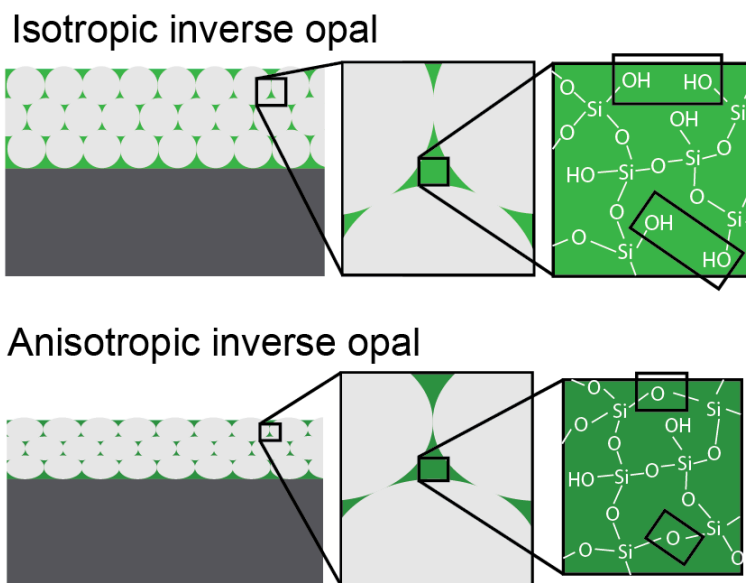 Isotropic inverse opal
O OH HO
Si OH Si
O O O
HO Si O Si
O OH O
O Si HO Si
Anisotropic inverse opal
O O
Si Si
O OH
HO Si O Si O
O O
O Si O Si
O